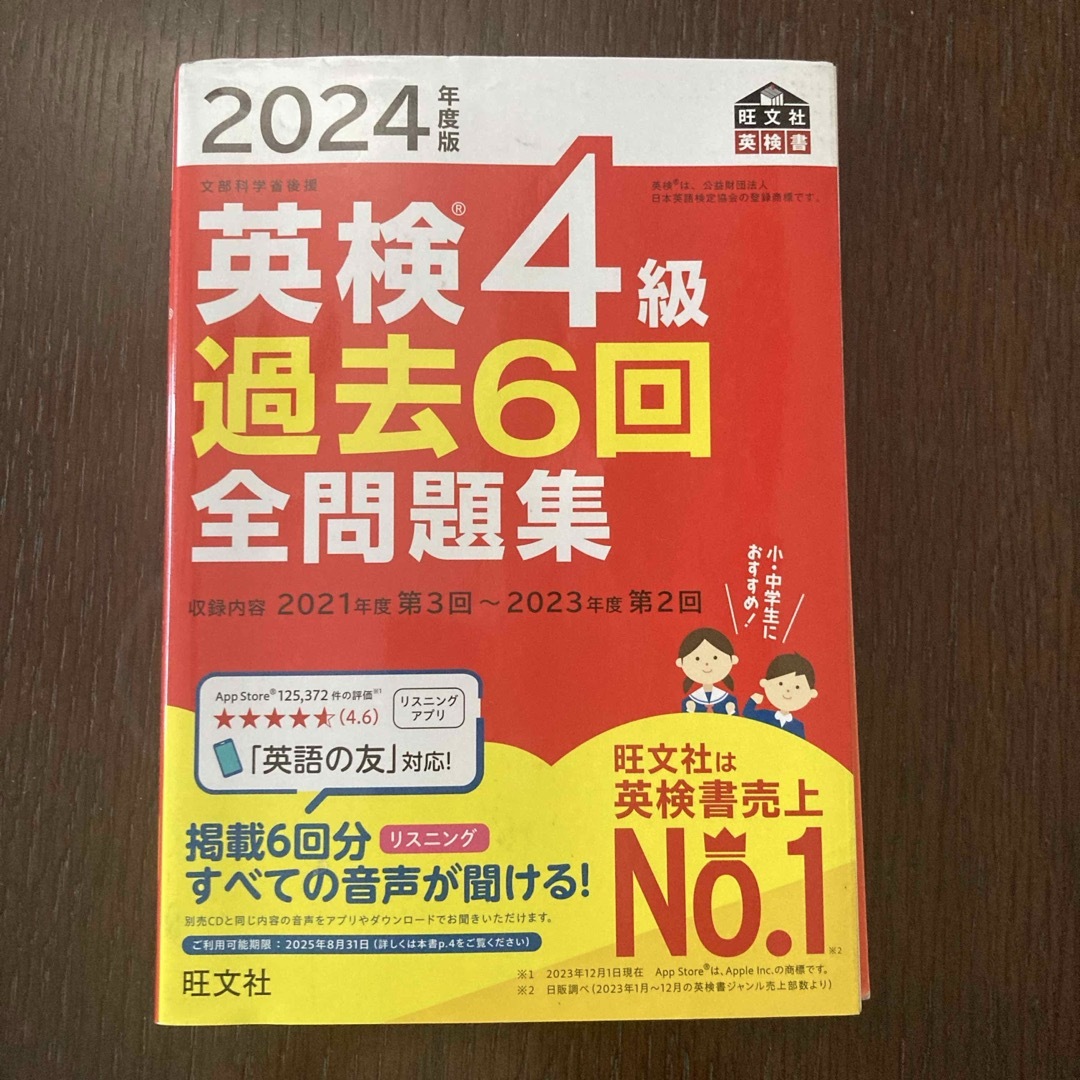 2024年度版
旺文社
英検書
文部科学省後援
英検®は、公益財団法人
日本英語検定協会の登録商標です。
英検®4級
過去6回
全問題集
収録内容 2021年度 第3回～2023年度 第2回
小・中学生に
おすすめ!
App Store® 125,372件の評価※1
★★★★⯪(4.6)
リスニング
アプリ
「英語の友」対応!
旺文社は
英検書売上
No.1※2
掲載6回分 リスニング
すべての音声が聞ける!
別売CDと同じ内容の音声をアプリやダウンロードでお聞きいただけます。
ご利用可能期限:2025年8月31日(詳しくは本書p.4をご覧ください)
旺文社
※1 2023年12月1日現在 App Store®は、Apple Inc.の商標です。
※2 日販調べ(2023年1月～12月の英検書ジャンル売上部数より)